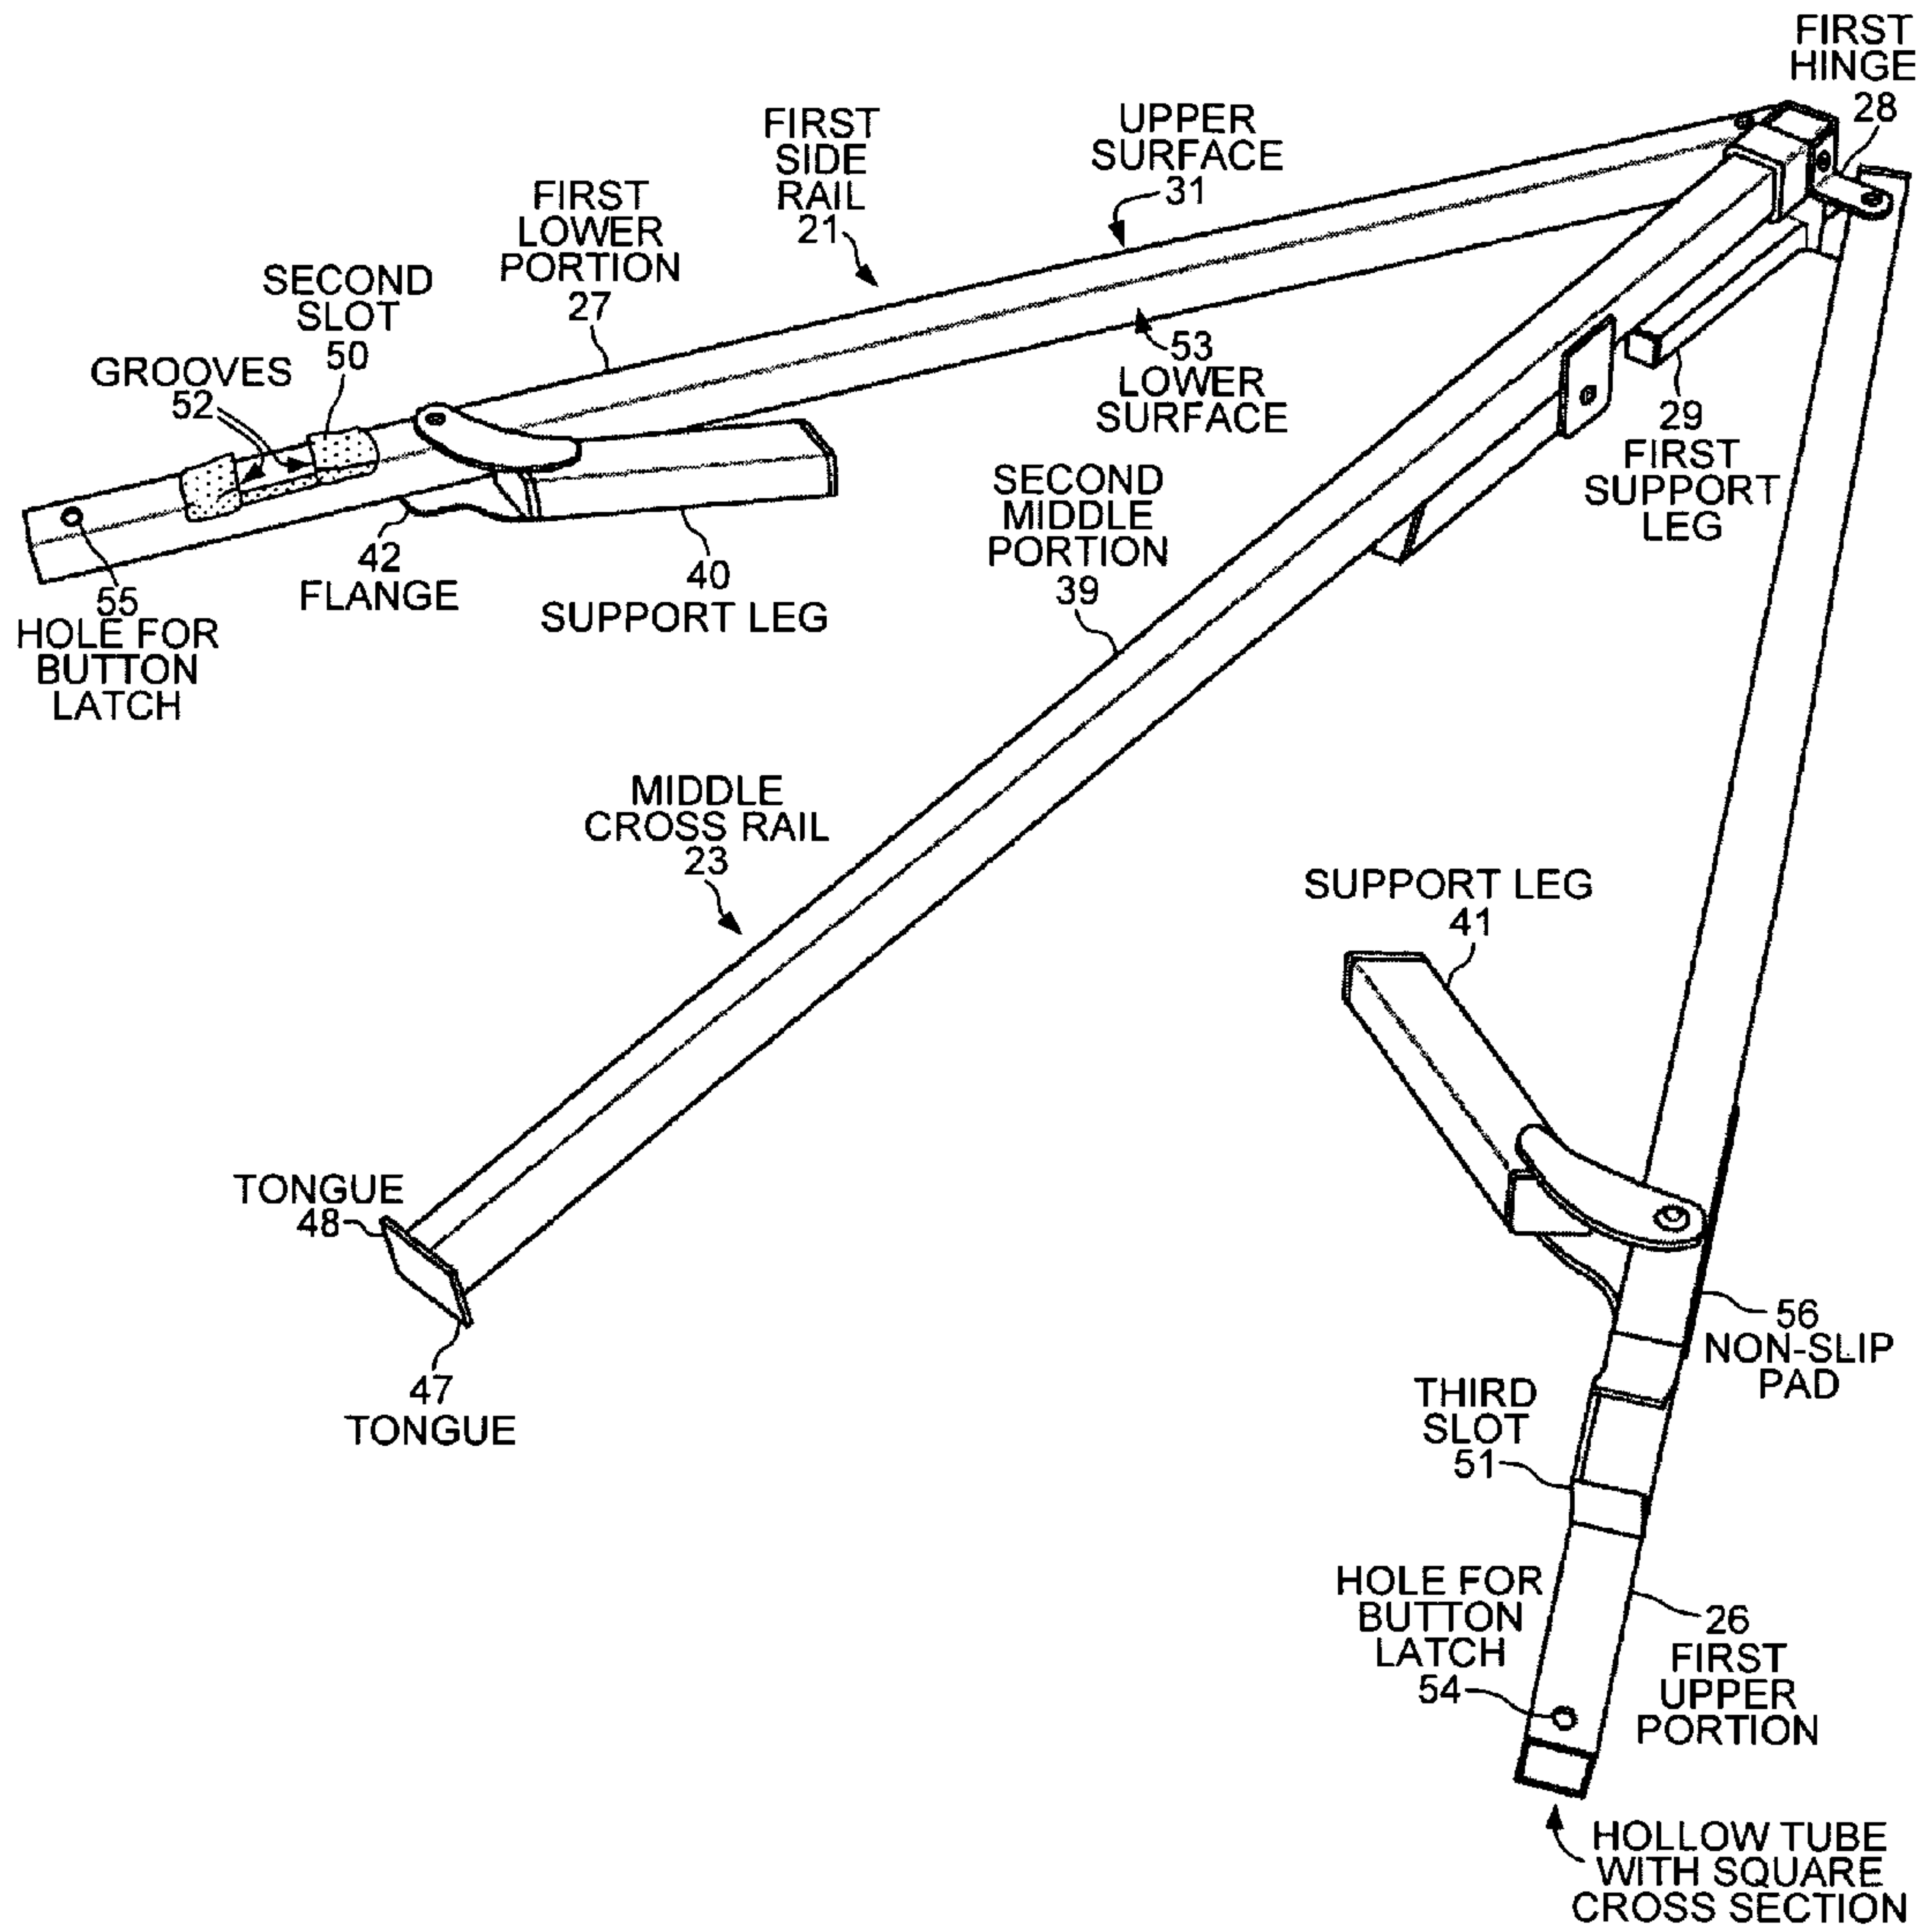 FIRST
HINGE
28
FIRST
SIDE
RAIL
21
UPPER
SURFACE
31
FIRST
LOWER
PORTION
27
SECOND
SLOT
50
GROOVES
52
53
LOWER
SURFACE
29
FIRST
SUPPORT
LEG
SECOND
MIDDLE
PORTION
39
42
FLANGE
40
SUPPORT LEG
55
HOLE FOR
BUTTON
LATCH
MIDDLE
CROSS RAIL
23
SUPPORT LEG
41
TONGUE
48
47
TONGUE
56
NON-SLIP
PAD
THIRD
SLOT
51
HOLE FOR
BUTTON
LATCH
54
26
FIRST
UPPER
PORTION
HOLLOW TUBE
WITH SQUARE
CROSS SECTION